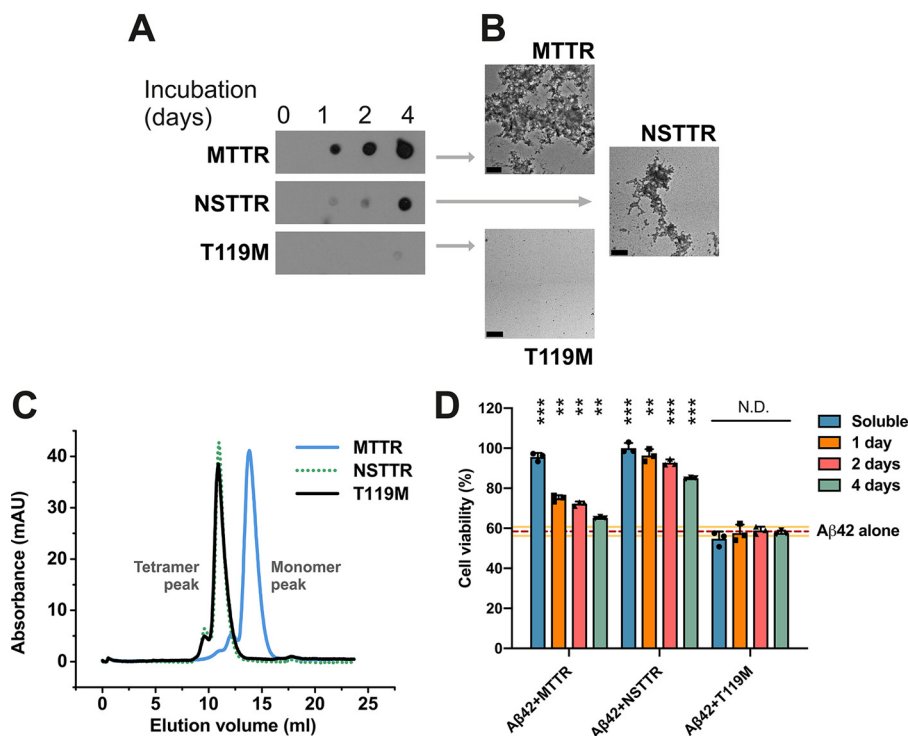 A
Incubation
(days)
0 1 2 4
MTTR
NSTTR
T119M
B
MTTR
NSTTR
T119M
C
Absorbance (mAU)
50
40
30
20
10
0
MTTR
NSTTR
T119M
Tetramer
peak
Monomer
peak
0 5 10 15 20 25
Elution volume (ml)
D
Cell viability (%)
120
100
80
60
40
20
0
*** ** ** ** *** ** *** ***
N.D.
Soluble
1 day
2 days
4 days
Aβ42 alone
Aβ42+MTTR
Aβ42+NSTTR
Aβ42+T119M